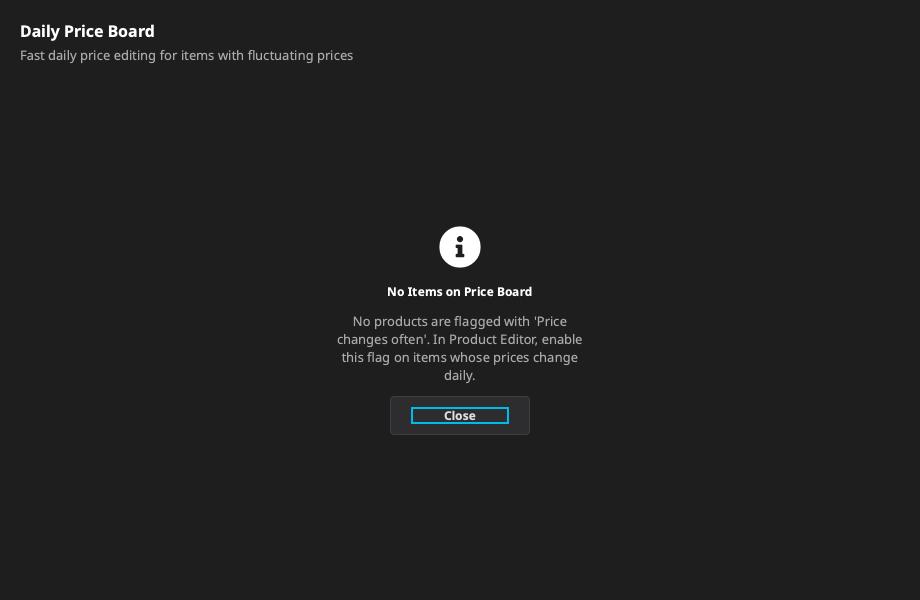 Daily Price Board
Fast daily price editing for items with fluctuating prices
No Items on Price Board
No products are flagged with 'Price
changes often'. In Product Editor, enable
this flag on items whose prices change
daily.
Close